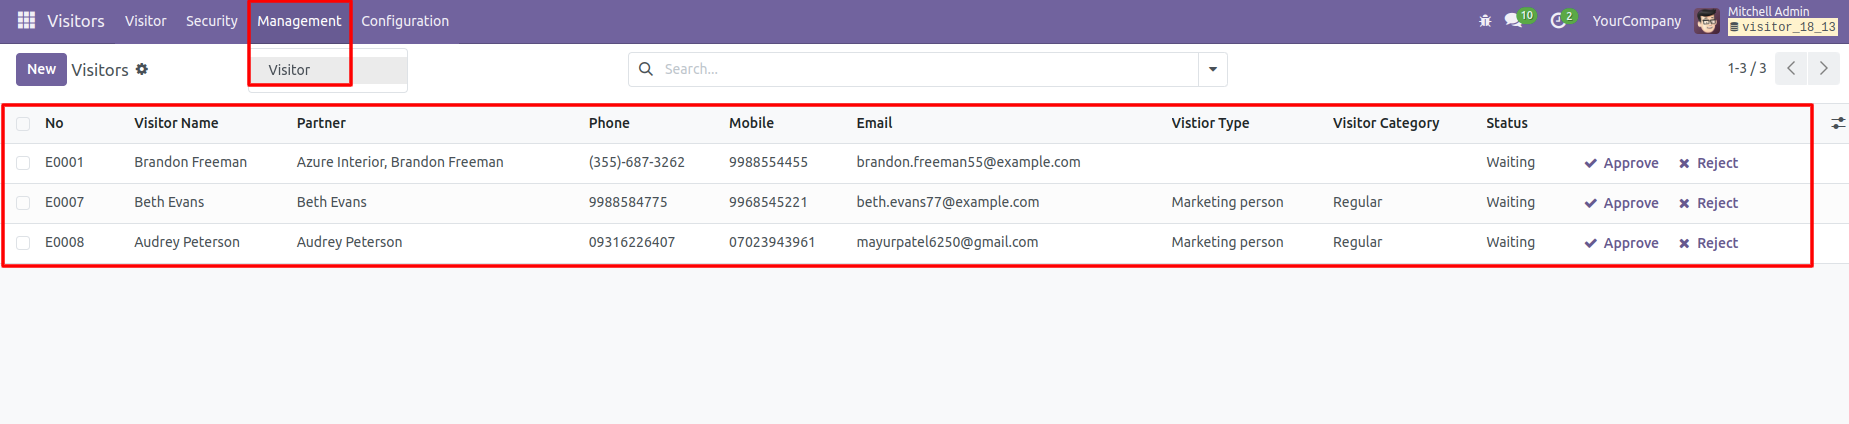 Visitors Visitor Security Management Configuration 10 2 YourCompany Mitchell Admin
visitor_18_13
New Visitors Visitor Search... 1-3 / 3
No Visitor Name Partner Phone Mobile Email Vistior Type Visitor Category Status
E0001 Brandon Freeman Azure Interior, Brandon Freeman (355)-687-3262 9988554455 brandon.freeman55@example.com Waiting Approve Reject
E0007 Beth Evans Beth Evans 9988584775 9968545221 beth.evans77@example.com Marketing person Regular Waiting Approve Reject
E0008 Audrey Peterson Audrey Peterson 09316226407 07023943961 mayurpatel6250@gmail.com Marketing person Regular Waiting Approve Reject